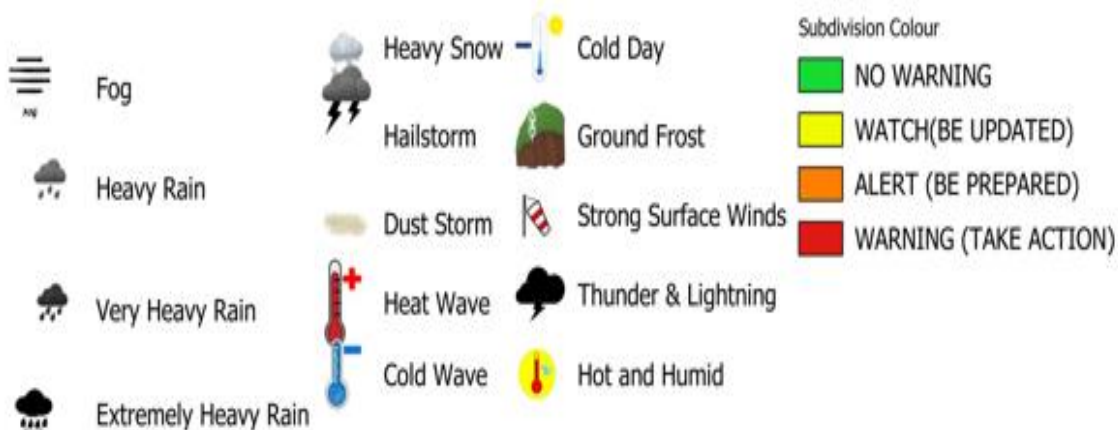 Fog
Heavy Rain
Very Heavy Rain
Extremely Heavy Rain
Heavy Snow
Hailstorm
Dust Storm
Heat Wave
Cold Wave
Cold Day
Ground Frost
Strong Surface Winds
Thunder & Lightning
Hot and Humid
Subdivision Colour
NO WARNING
WATCH(BE UPDATED)
ALERT (BE PREPARED)
WARNING (TAKE ACTION)